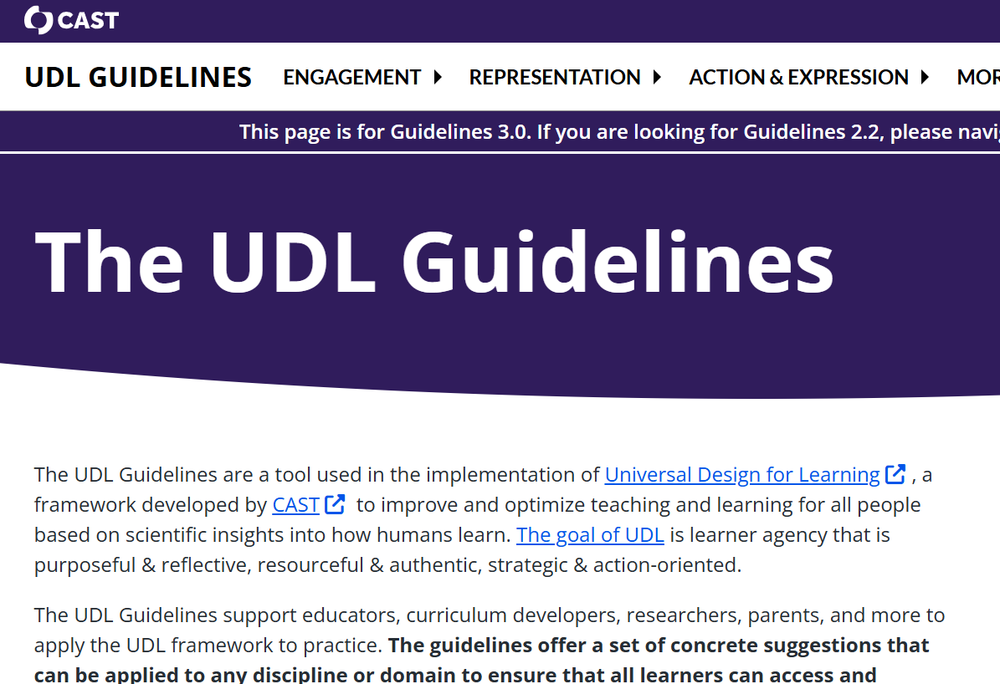 CAST
UDL GUIDELINES ENGAGEMENT REPRESENTATION ACTION & EXPRESSION
This page is for Guidelines 3.0. If you are looking for Guidelines 2.2, please
The UDL Guidelines
The UDL Guidelines are a tool used in the implementation of Universal Design for Learning , a
framework developed by CAST to improve and optimize teaching and learning for all people
based on scientific insights into how humans learn. The goal of UDL is learner agency that is
purposeful & reflective, resourceful & authentic, strategic & action-oriented.
The UDL Guidelines support educators, curriculum developers, researchers, parents, and more to
apply the UDL framework to practice. The guidelines offer a set of concrete suggestions that
can be applied to any discipline or domain to ensure that all learners can access and